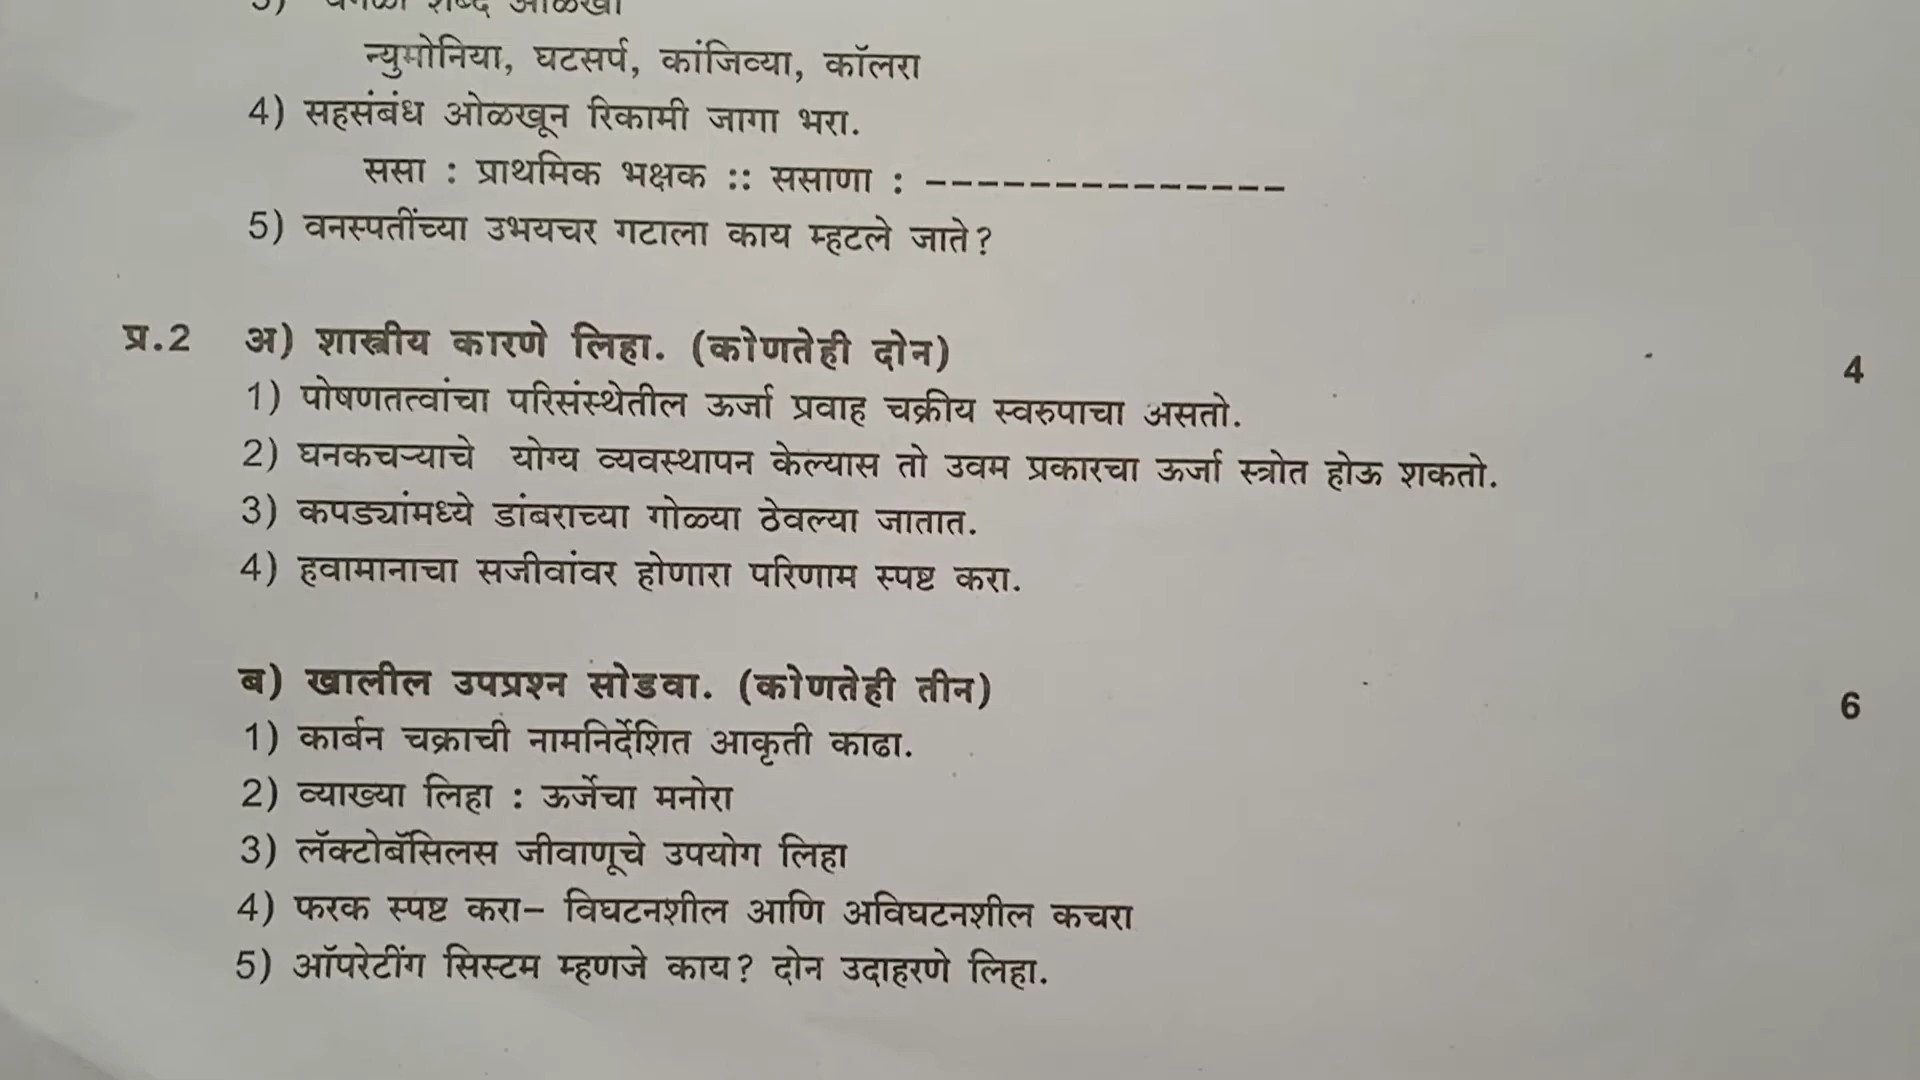 3) शब्द ओळखा
न्युमोनिया, घटसर्प, कांजिव्या, कॉलरा
4) सहसंबंध ओळखून रिकामी जागा भरा.
ससा : प्राथमिक भक्षक :: ससाणा : --------------
5) वनस्पतींच्या उभयचर गटाला काय म्हटले जाते?
प्र.2 अ) शास्त्रीय कारणे लिहा. (कोणतेही दोन) 4
1) पोषणतत्वांचा परिसंस्थेतील ऊर्जा प्रवाह चक्रीय स्वरुपाचा असतो.
2) घनकचऱ्याचे योग्य व्यवस्थापन केल्यास तो उवम प्रकारचा ऊर्जा स्त्रोत होऊ शकतो.
3) कपड्यांमध्ये डांबराच्या गोळ्या ठेवल्या जातात.
4) हवामानाचा सजीवांवर होणारा परिणाम स्पष्ट करा.
ब) खालील उपप्रश्न सोडवा. (कोणतेही तीन) 6
1) कार्बन चक्राची नामनिर्देशित आकृती काढा.
2) व्याख्या लिहा : ऊर्जेचा मनोरा
3) लॅक्टोबॅसिलस जीवाणूचे उपयोग लिहा
4) फरक स्पष्ट करा– विघटनशील आणि अविघटनशील कचरा
5) ऑपरेटींग सिस्टम म्हणजे काय? दोन उदाहरणे लिहा.